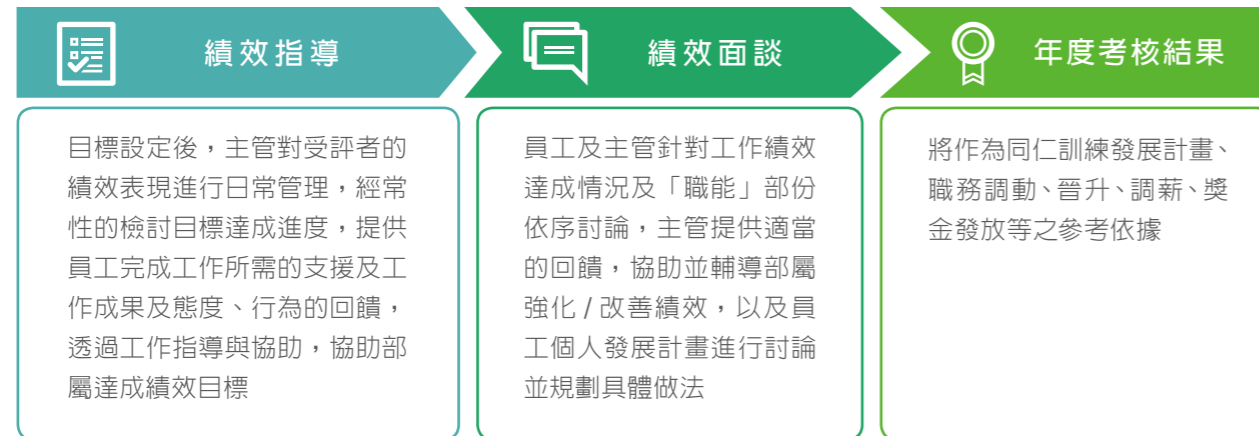 績效指導
目標設定後，主管對受評者的
績效表現進行日常管理，經常
性的檢討目標達成進度，提供
員工完成工作所需的支援及工
作成果及態度、行為的回饋，
透過工作指導與協助，協助部
屬達成績效目標
績效面談
員工及主管針對工作績效
達成情況及「職能」部份
依序討論，主管提供適當
的回饋，協助並輔導部屬
強化 / 改善績效，以及員
工個人發展計畫進行討論
並規劃具體做法
年度考核結果
將作為同仁訓練發展計畫、
職務調動、晉升、調薪、獎
金發放等之參考依據